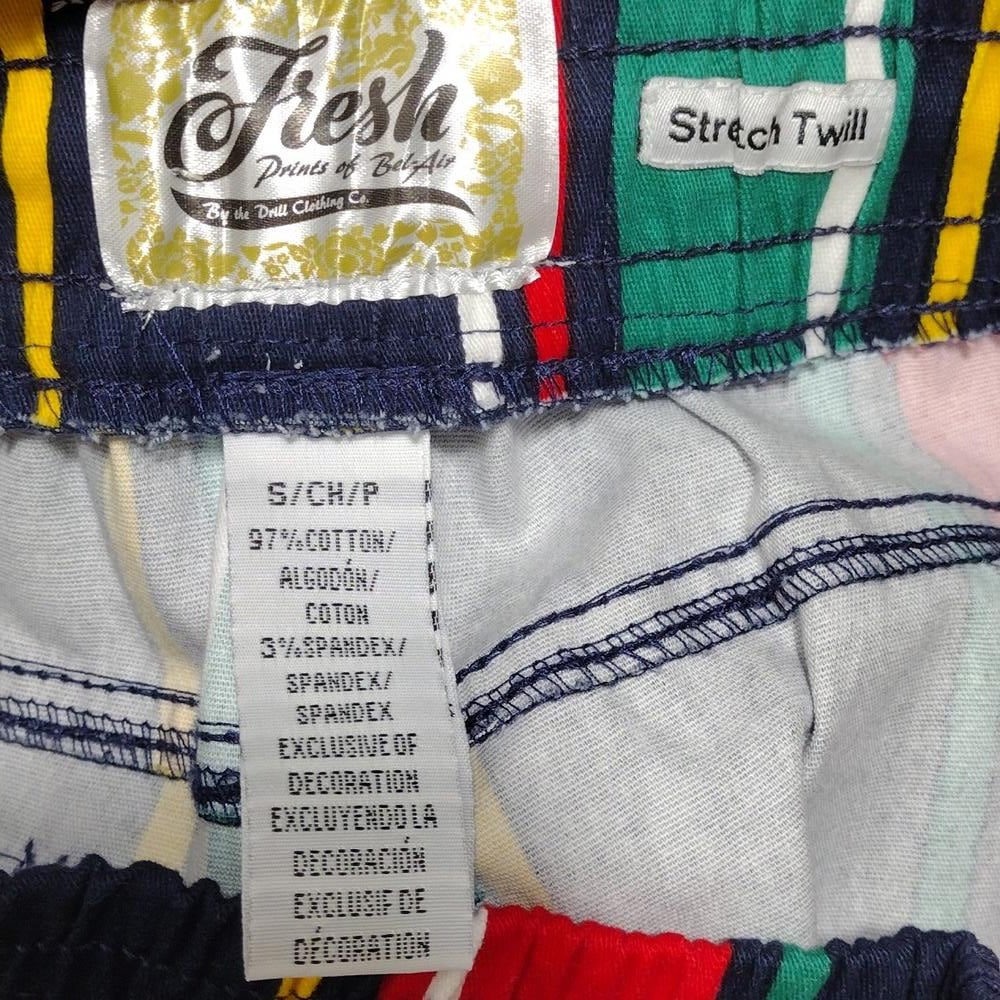 Fresh
Prints of Bel-Air
By the Drill Clothing Co.
Stretch Twill
S/CH/P
97%COTTON/
ALGODÓN/
COTON
3%SPANDEX/
SPANDEX/
SPANDEX
EXCLUSIVE OF
DECORATION
EXCLUYENDO LA
DECORACIÓN
EXCLUSIF DE
DÉCORATION